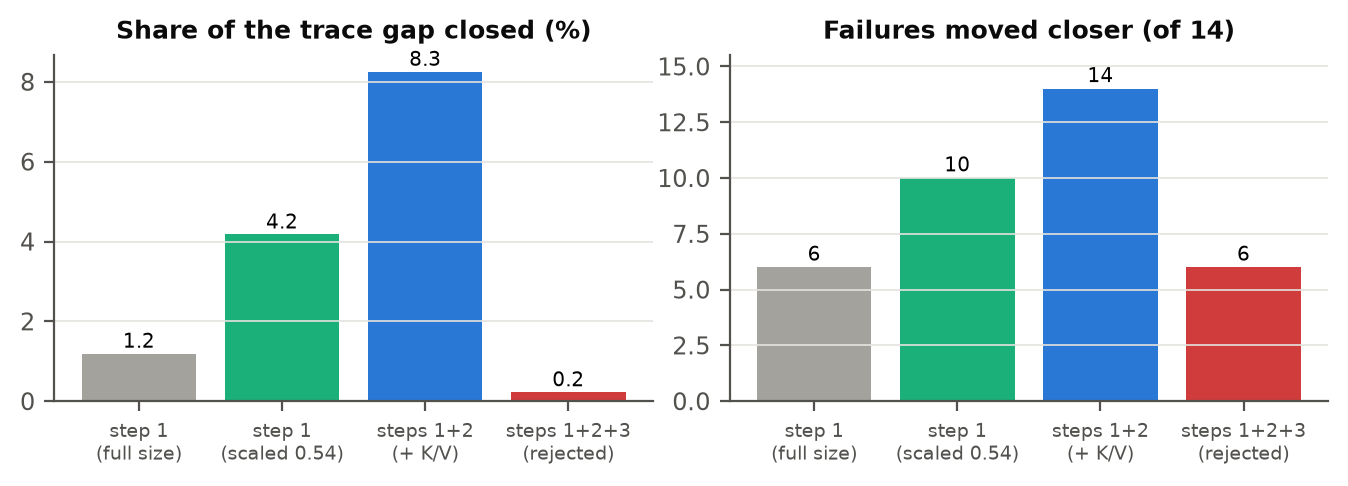 Share of the trace gap closed (%)
8
6
4
2
0
1.2
4.2
8.3
0.2
step 1
(full size)
step 1
(scaled 0.54)
steps 1+2
(+ K/V)
steps 1+2+3
(rejected)
Failures moved closer (of 14)
15.0
12.5
10.0
7.5
5.0
2.5
0.0
6
10
14
6
step 1
(full size)
step 1
(scaled 0.54)
steps 1+2
(+ K/V)
steps 1+2+3
(rejected)